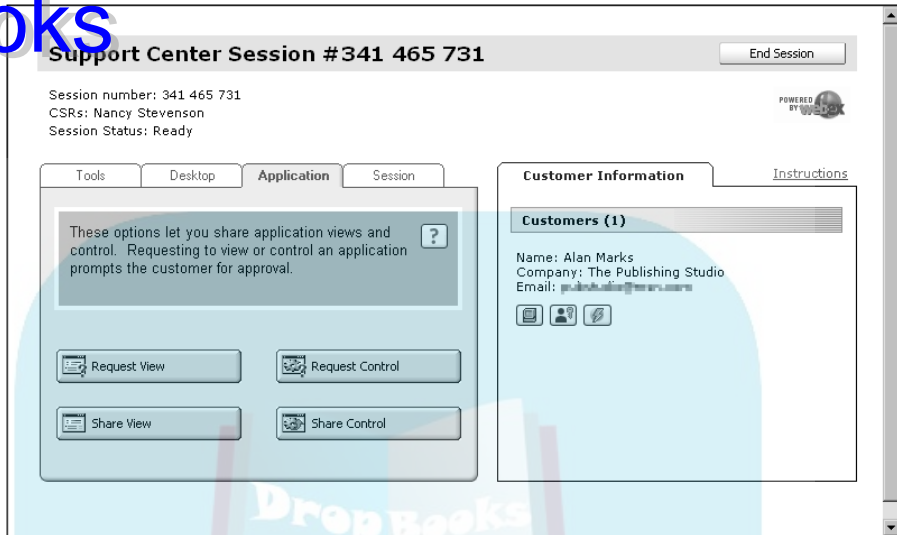 oks
Support Center Session #341 465 731
End Session
Session number: 341 465 731
CSRs: Nancy Stevenson
Session Status: Ready
POWERED
BY webex
Tools Desktop Application Session
These options let you share application views and
control. Requesting to view or control an application
prompts the customer for approval.
?
Request View Request Control
Share View Share Control
Customer Information Instructions
Customers (1)
Name: Alan Marks
Company: The Publishing Studio
Email:
DropBooks